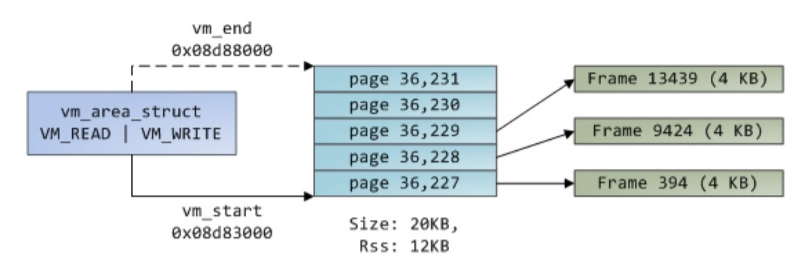 vm_end
0x08d88000
vm_area_struct
VM_READ | VM_WRITE
vm_start
0x08d83000
page 36,231
page 36,230
page 36,229
page 36,228
page 36,227
Size: 20KB,
Rss: 12KB
Frame 13439 (4 KB)
Frame 9424 (4 KB)
Frame 394 (4 KB)